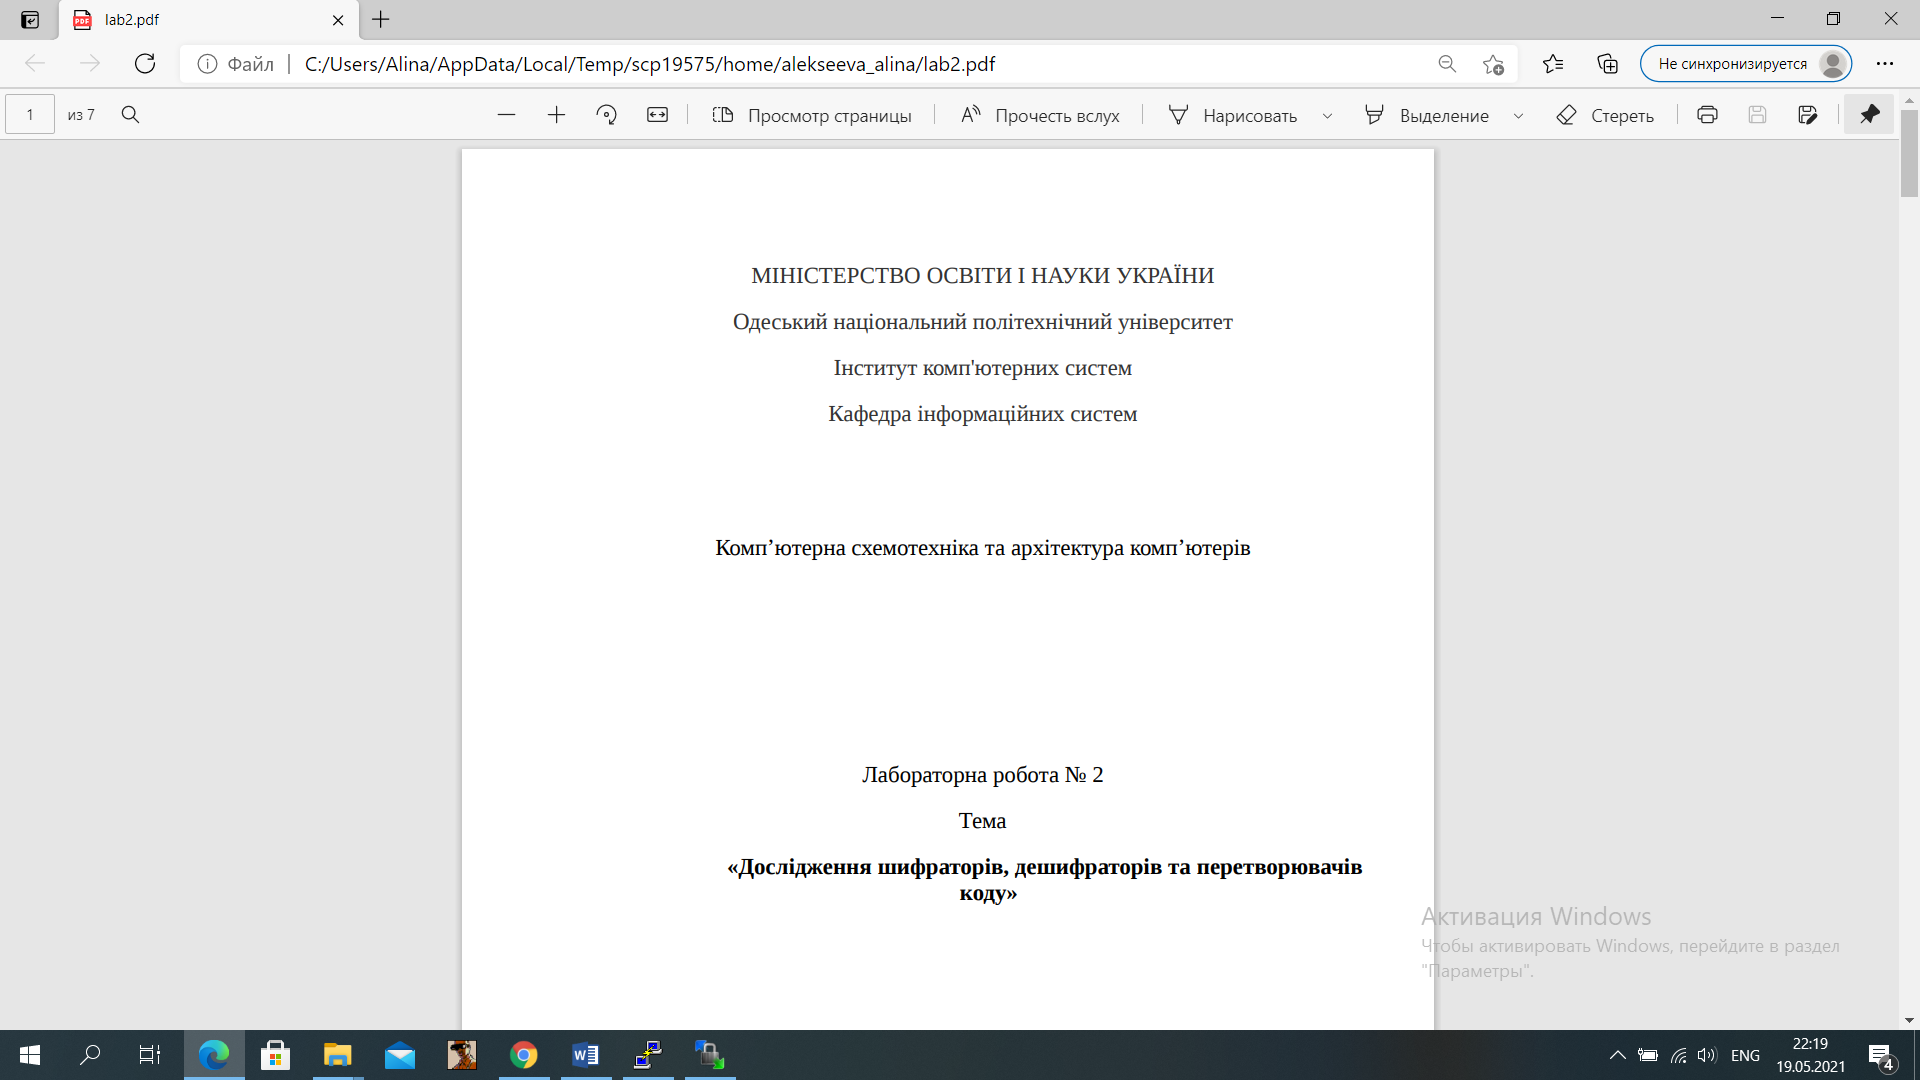 lab2.pdf
Файл
C:/Users/Alina/AppData/Local/Temp/scp19575/home/alekseeva_alina/lab2.pdf
Не синхронизируется
1
из 7
Просмотр страницы
Прочесть вслух
Нарисовать
Выделение
Стереть
МІНІСТЕРСТВО ОСВІТИ І НАУКИ УКРАЇНИ
Одеський національний політехнічний університет
Інститут комп'ютерних систем
Кафедра інформаційних систем
Комп’ютерна схемотехніка та архітектура комп’ютерів
Лабораторна робота № 2
Тема
«Дослідження шифраторів, дешифраторів та перетворювачів
коду»
Активация Windows
Чтобы активировать Windows, перейдите в раздел
"Параметры".
ENG
22:19
19.05.2021
4